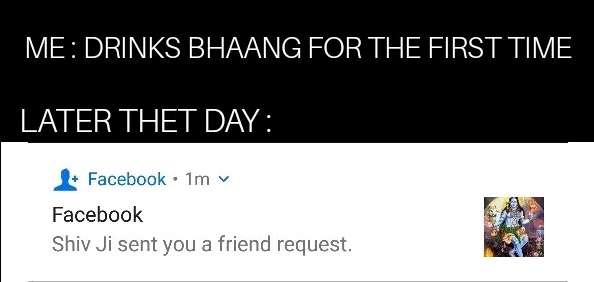 ME : DRINKS BHAANG FOR THE FIRST TIME
LATER THET DAY :
Facebook • 1m
Facebook
Shiv Ji sent you a friend request.